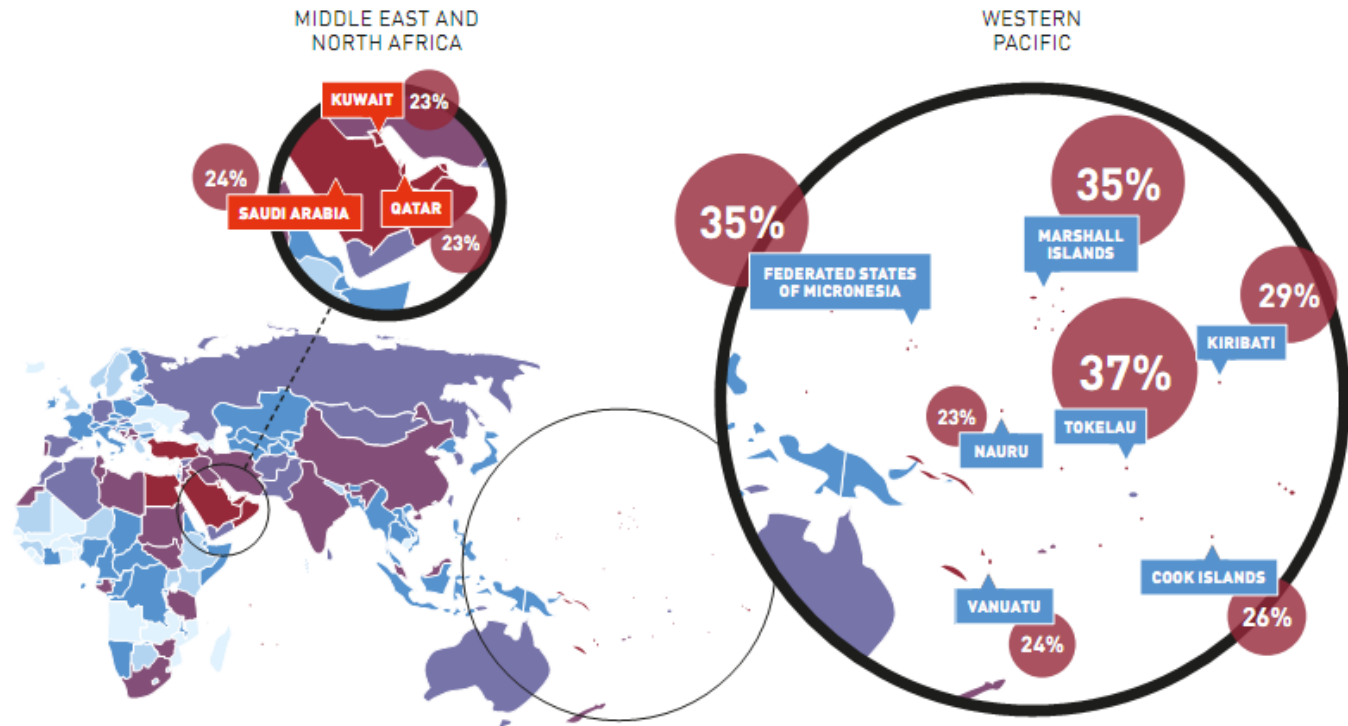 MIDDLE EAST AND
NORTH AFRICA
KUWAIT
23%
24%
SAUDI ARABIA
QATAR
23%
WESTERN
PACIFIC
35%
35%
MARSHALL
ISLANDS
FEDERATED STATES
OF MICRONESIA
29%
KIRIBATI
37%
TOKELAU
23%
NAURU
COOK ISLANDS
26%
VANUATU
24%